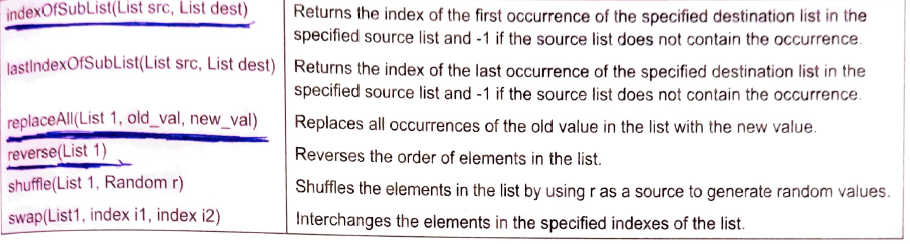 indexOfSubList(List src, List dest)
Returns the index of the first occurrence of the specified destination list in the
specified source list and -1 if the source list does not contain the occurrence.
lastIndexOfSubList(List src, List dest)
Returns the index of the last occurrence of the specified destination list in the
specified source list and -1 if the source list does not contain the occurrence.
replaceAll(List 1, old_val, new_val)
Replaces all occurrences of the old value in the list with the new value.
reverse(List 1)
Reverses the order of elements in the list.
shuffle(List 1, Random r)
Shuffles the elements in the list by using r as a source to generate random values.
swap(List1, index i1, index i2)
Interchanges the elements in the specified indexes of the list.